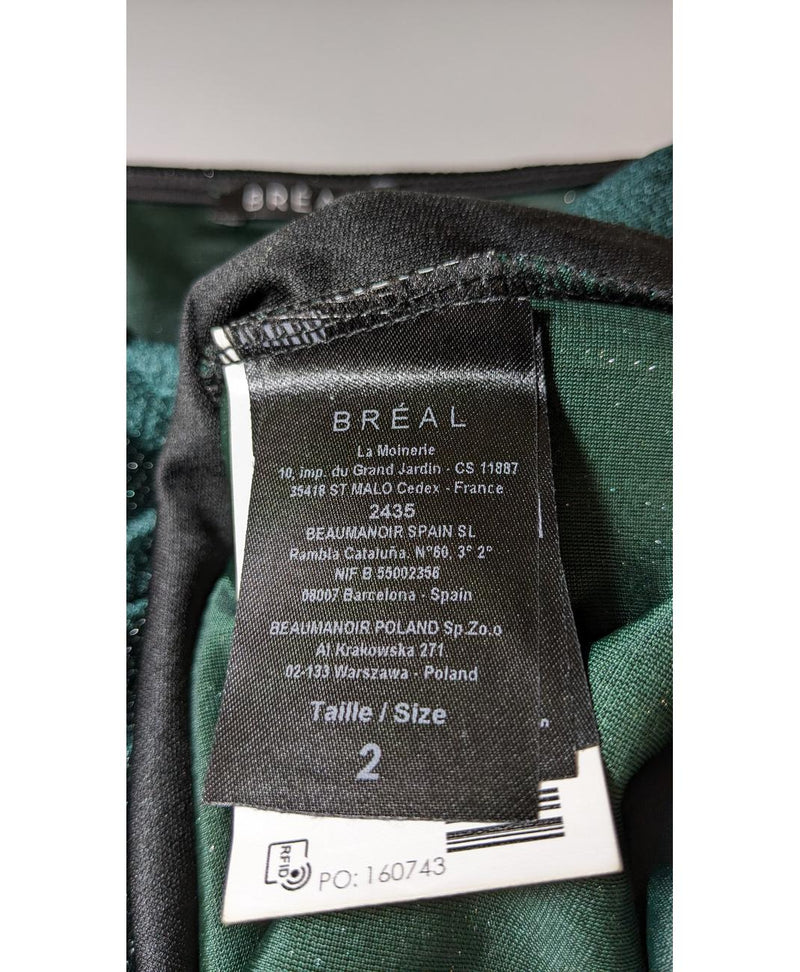 BRÉA
BRÉAL
La Moinerie
10, imp. du Grand Jardin - CS 11887
35418 ST MALO Cedex - France
2435
BEAUMANOIR SPAIN SL
Rambla Cataluña, N°60, 3° 2°
NIF B 55002356
08007 Barcelona - Spain
BEAUMANOIR POLAND Sp.Zo.o
Al Krakowska 271
02-133 Warszawa - Poland
Taille / Size
2
n
RFID
PO: 160743